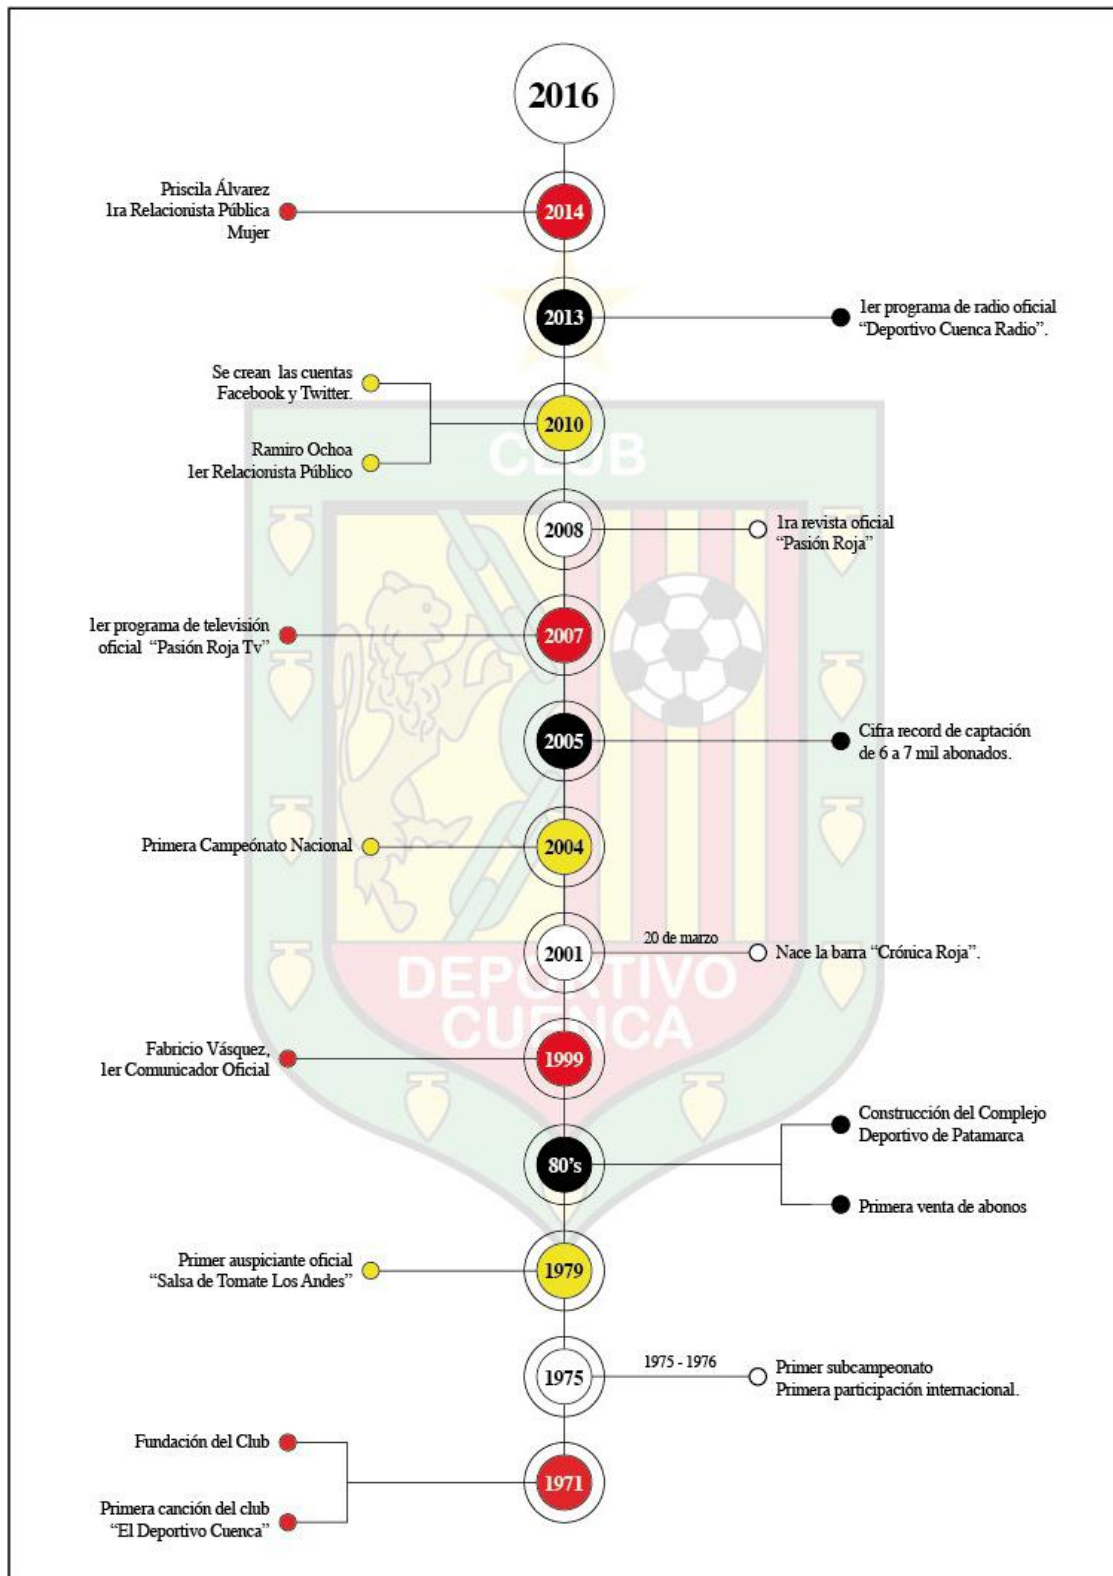 2016
Priscila Álvarez
1ra Relacionista Pública
Mujer
2014
2013
1er programa de radio oficial
“Deportivo Cuenca Radio”.
Se crean las cuentas
Facebook y Twitter.
2010
Ramiro Ochoa
1er Relacionista Público
CLUB
2008
1ra revista oficial
“Pasión Roja”
1er programa de televisión
oficial “Pasión Roja Tv”
2007
2005
Cifra record de captación
de 6 a 7 mil abonados.
Primera Campeónato Nacional
2004
2001
20 de marzo
Nace la barra “Crónica Roja”.
DEPORTIVO
CUENCA
Fabricio Vásquez,
1er Comunicador Oficial
1999
80’s
Construcción del Complejo
Deportivo de Patamarca
Primera venta de abonos
Primer auspiciante oficial
“Salsa de Tomate Los Andes”
1979
1975
1975 - 1976
Primer subcampeonato
Primera participación internacional.
Fundación del Club
1971
Primera canción del club
“El Deportivo Cuenca”